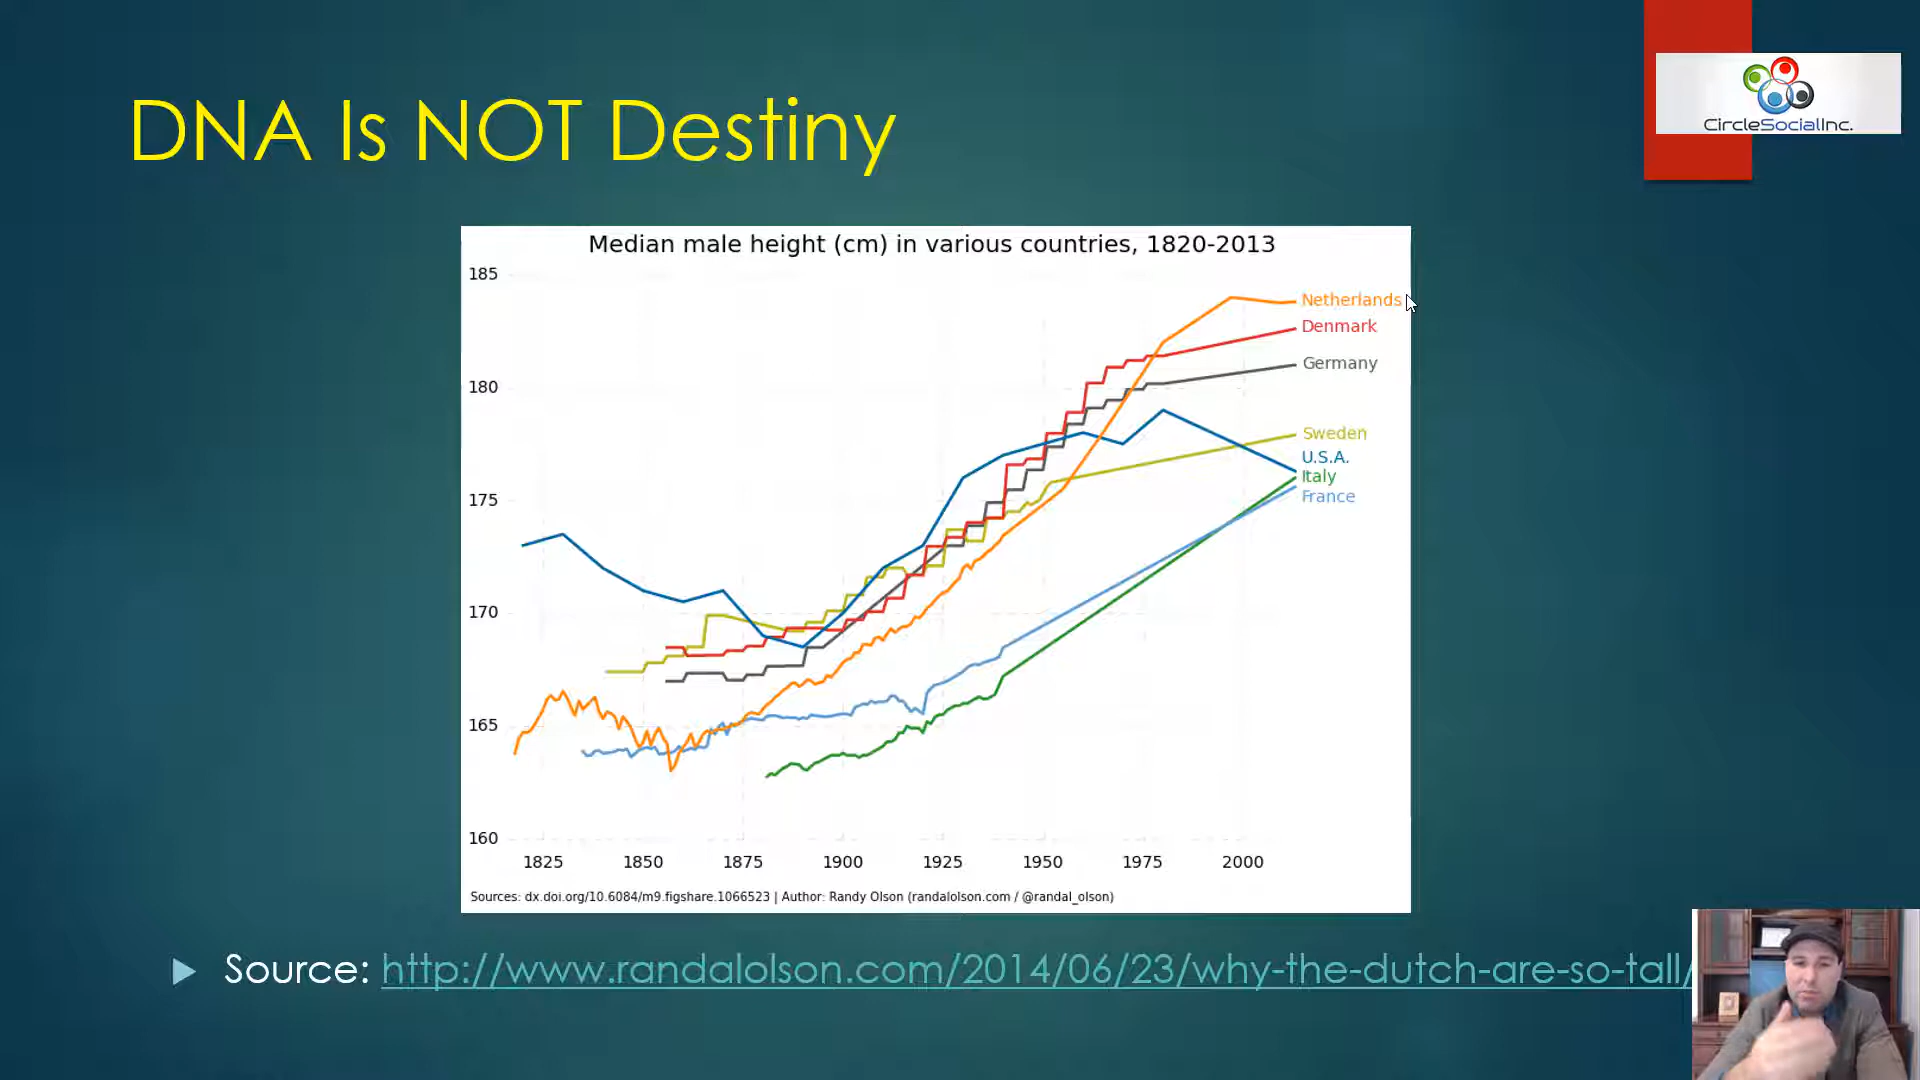 DNA Is NOT Destiny
CircleSocialInc.
Median male height (cm) in various countries, 1820-2013
185
180
175
170
165
160
Netherlands
Denmark
Germany
Sweden
U.S.A.
Italy
France
1825 1850 1875 1900 1925 1950 1975 2000
Sources: dx.doi.org/10.6084/m9.figshare.1066523 | Author: Randy Olson (randalolson.com / @randal_olson)
Source: http://www.randalolson.com/2014/06/23/why-the-dutch-are-so-tall/